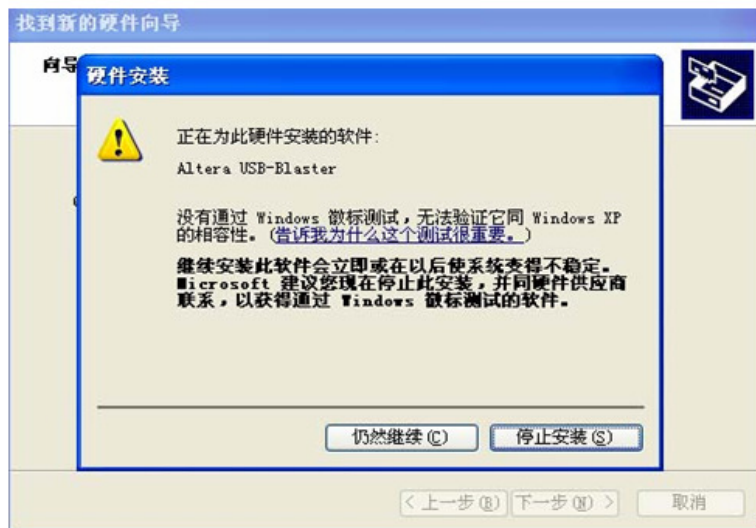 找到新的硬件向导
向导
硬件安装
正在为此硬件安装的软件:
Altera USB-Blaster
没有通过 Windows 徽标测试，无法验证它同 Windows XP
的相容性。(告诉我为什么这个测试很重要。)
继续安装此软件会立即或在以后使系统变得不稳定。
Microsoft 建议您现在停止此安装，并同硬件供应商
联系，以获得通过 Windows 徽标测试的软件。
仍然继续(C)
停止安装(S)
< 上一步(B)
下一步(N) >
取消